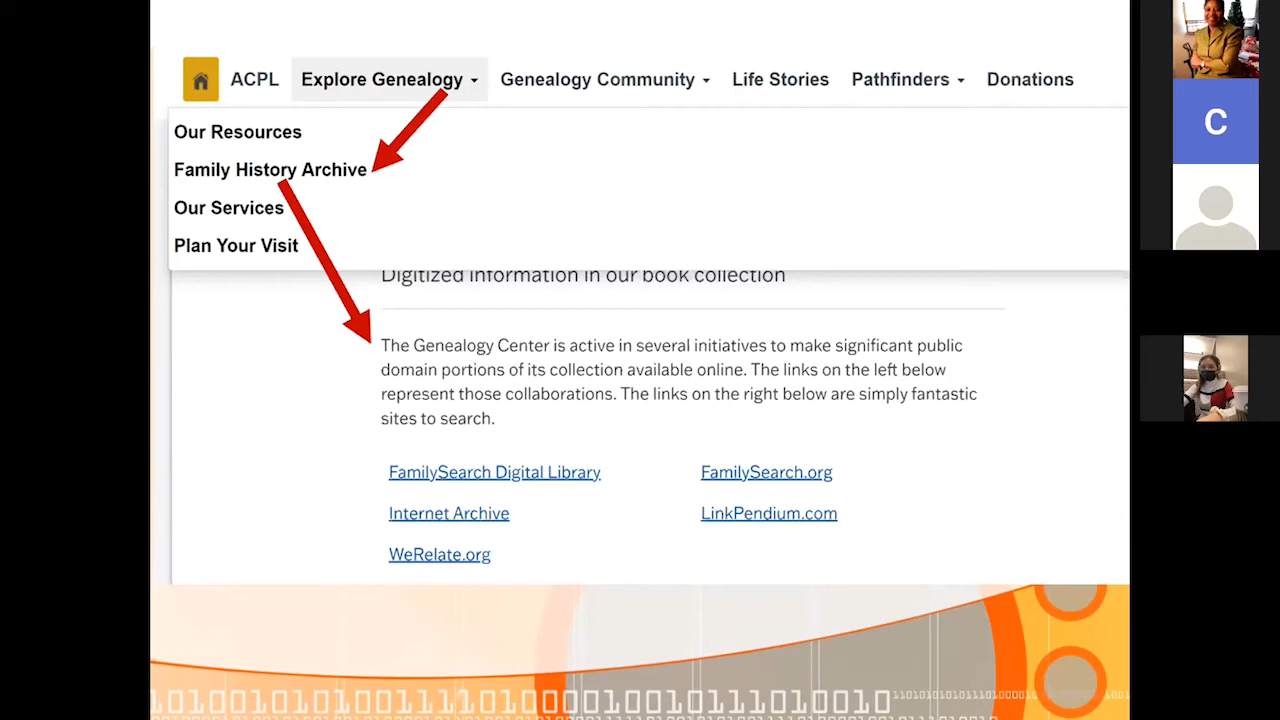 ACPL Explore Genealogy Genealogy Community Life Stories Pathfinders Donations
Our Resources
Family History Archive
Our Services
Plan Your Visit
Digitized information in our book collection
The Genealogy Center is active in several initiatives to make significant public
domain portions of its collection available online. The links on the left below
represent those collaborations. The links on the right below are simply fantastic
sites to search.
FamilySearch Digital Library FamilySearch.org
Internet Archive LinkPendium.com
WeRelate.org
C